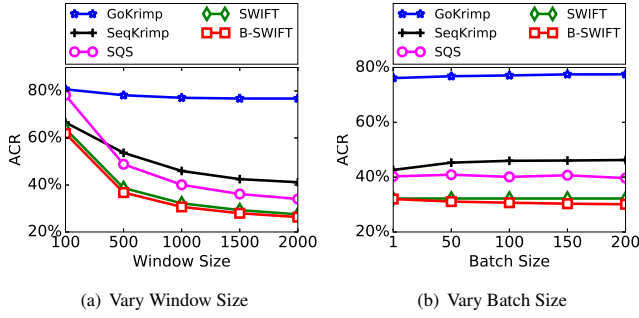 GoKrimp SWIFT
SeqKrimp B-SWIFT
SQS
80%
60%
40%
20%
ACR
100 500 1000 1500 2000
Window Size
(a) Vary Window Size
GoKrimp SWIFT
SeqKrimp B-SWIFT
SQS
80%
60%
40%
20%
ACR
1 50 100 150 200
Batch Size
(b) Vary Batch Size